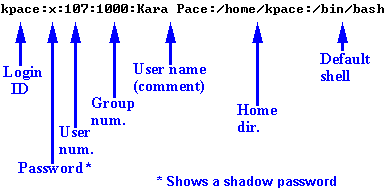 kpace:x:107:1000:Kara Pace:/home/kpace:/bin/bash
Login
ID
User name
(comment)
Default
shell
Group
num.
Home
dir.
User
num.
Password*
* Shows a shadow password